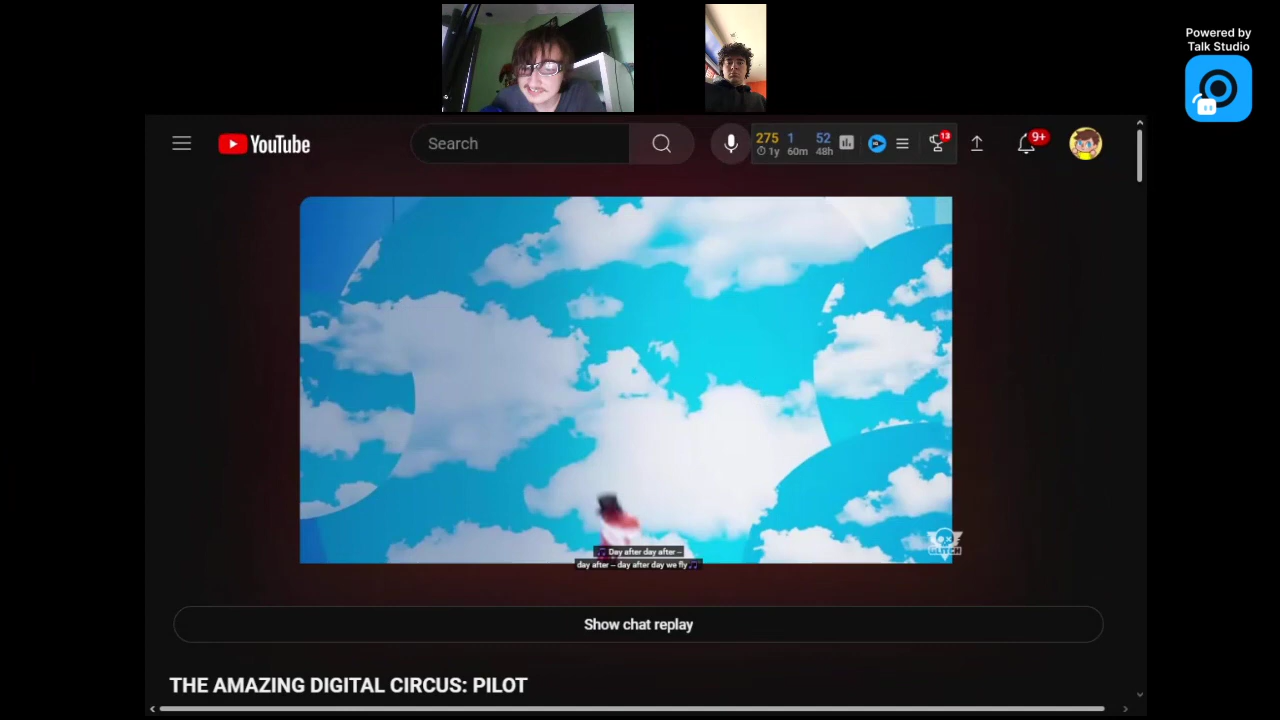 Powered by
Talk Studio
YouTube
Search
275 1 52
1y 60m 48h
13
9+
🎵 Day after day after –
day after – day after day we fly🎵
GLITCH
Show chat replay
THE AMAZING DIGITAL CIRCUS: PILOT